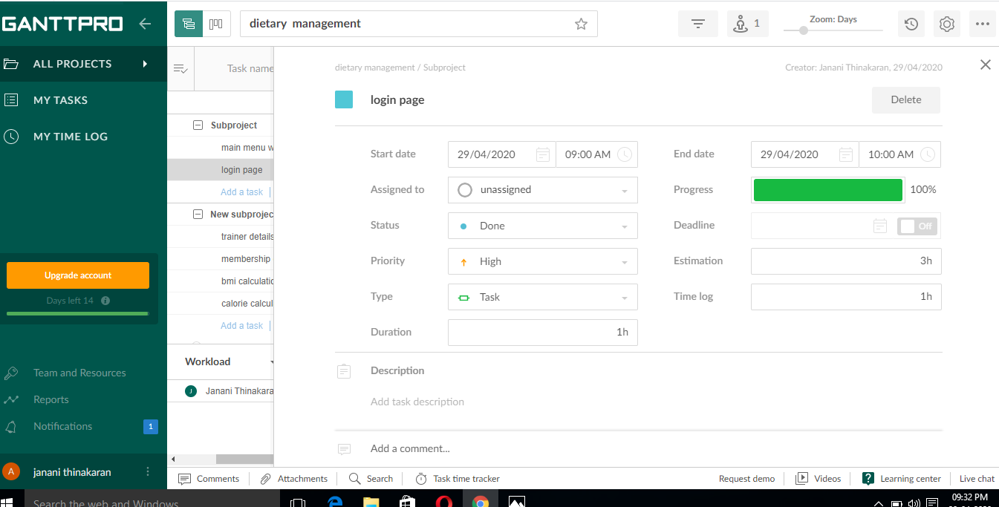 GANTTPRO
dietary management
1
Zoom: Days
ALL PROJECTS
MY TASKS
MY TIME LOG
Upgrade account
Days left 14
Team and Resources
Reports
Notifications
1
A
janani thinakaran
Task name
Subproject
main menu w
login page
Add a task
New subprojec
trainer details
membership
bmi calculatio
calorie calcul
Add a task
Workload
J
Janani Thinakara
dietary management / Subproject
Creator: Janani Thinakaran, 29/04/2020
login page
Delete
Start date
29/04/2020
09:00 AM
End date
29/04/2020
10:00 AM
Assigned to
unassigned
Progress
100%
Status
Done
Deadline
Off
Priority
High
Estimation
3h
Type
Task
Time log
1h
Duration
1h
Description
Add task description
Add a comment...
Comments
Attachments
Search
Task time tracker
Request demo
Videos
?
Learning center
Live chat
Search the web and Windows
09:32 PM